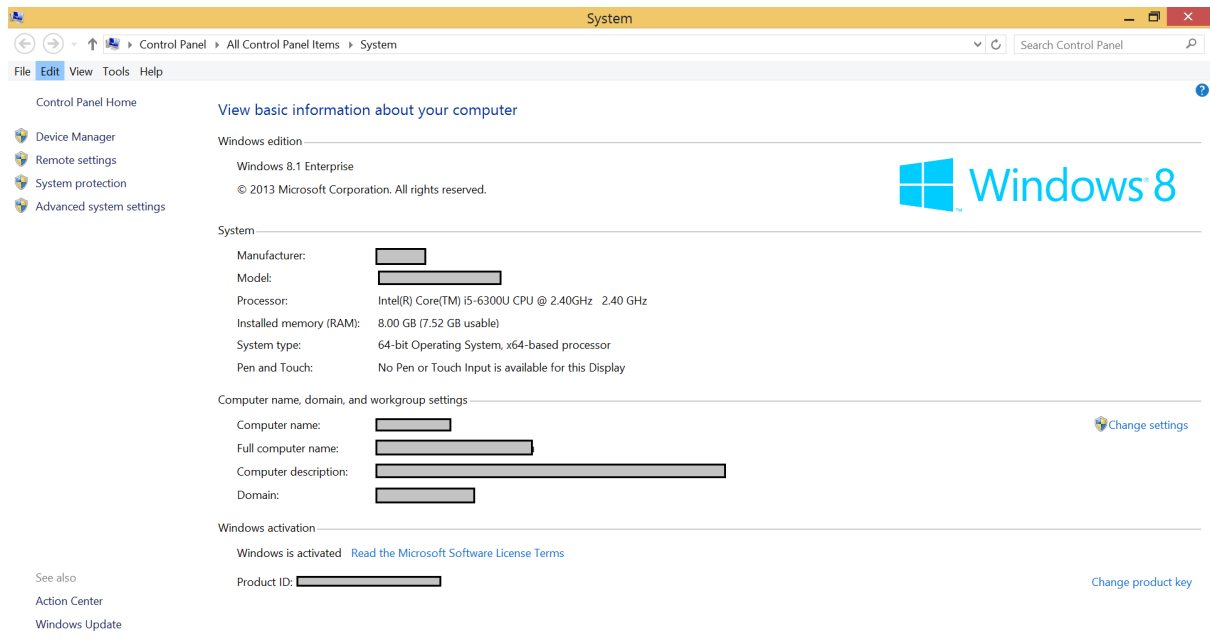 System
Control Panel All Control Panel Items System
Search Control Panel
File Edit View Tools Help
Control Panel Home
Device Manager
Remote settings
System protection
Advanced system settings
View basic information about your computer
Windows edition
Windows 8.1 Enterprise
© 2013 Microsoft Corporation. All rights reserved.
Windows 8
System
Manufacturer:
Model:
Processor: Intel(R) Core(TM) i5-6300U CPU @ 2.40GHz 2.40 GHz
Installed memory (RAM): 8.00 GB (7.52 GB usable)
System type: 64-bit Operating System, x64-based processor
Pen and Touch: No Pen or Touch Input is available for this Display
Computer name, domain, and workgroup settings
Computer name:
Change settings
Full computer name:
Computer description:
Domain:
Windows activation
Windows is activated Read the Microsoft Software License Terms
Product ID:
Change product key
See also
Action Center
Windows Update